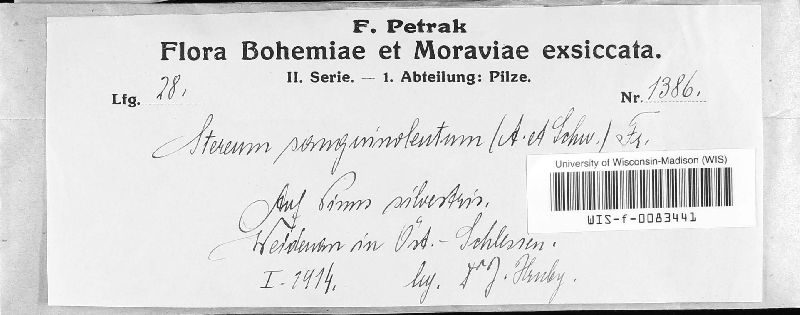 F. Petrak
Flora Bohemiae et Moraviae exsiccata.
II. Serie. — 1. Abteilung: Pilze.
Lfg. 28.
Nr. 1386.
Stereum sanguinolentum (A. et Schw.) Fr.
University of Wisconsin-Madison (WIS)
WIS-f-0083441
Auf Pinus silvestris.
Weidenau in Öst.-Schlesien.
I. 1914. lg. Dr J. Hruby.